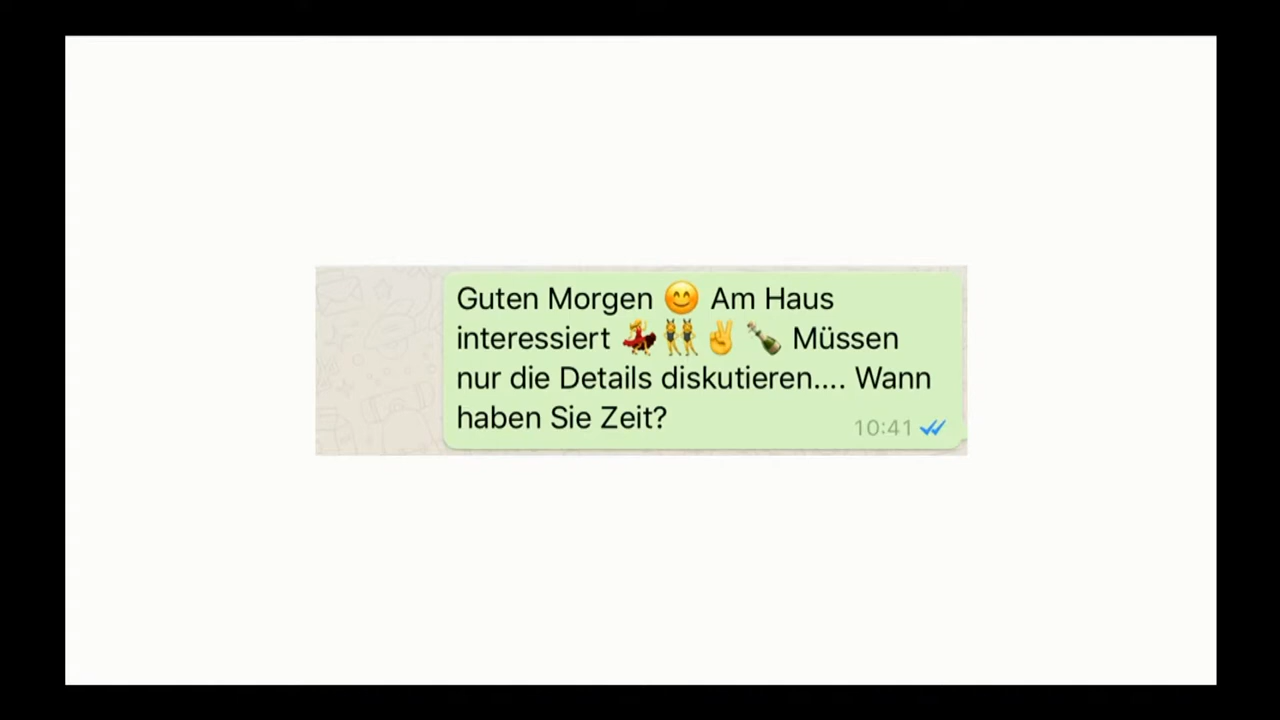 Guten Morgen 😊 Am Haus
interessiert 💃👯✌️🍾 Müssen
nur die Details diskutieren.... Wann
haben Sie Zeit?
10:41